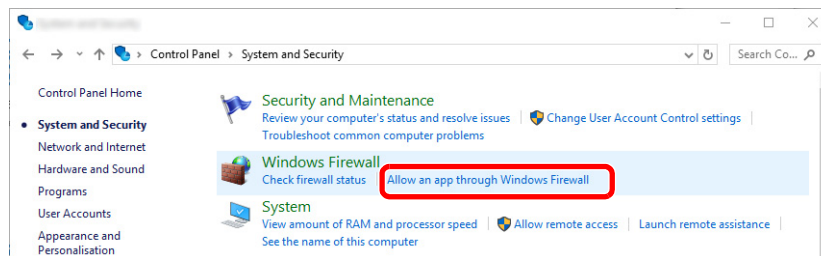 Control Panel › System and Security
Search Co...
Control Panel Home
System and Security
Network and Internet
Hardware and Sound
Programs
User Accounts
Appearance and
Personalisation
Security and Maintenance
Review your computer's status and resolve issues
Change User Account Control settings
Troubleshoot common computer problems
Windows Firewall
Check firewall status
Allow an app through Windows Firewall
System
View amount of RAM and processor speed
Allow remote access
Launch remote assistance
See the name of this computer